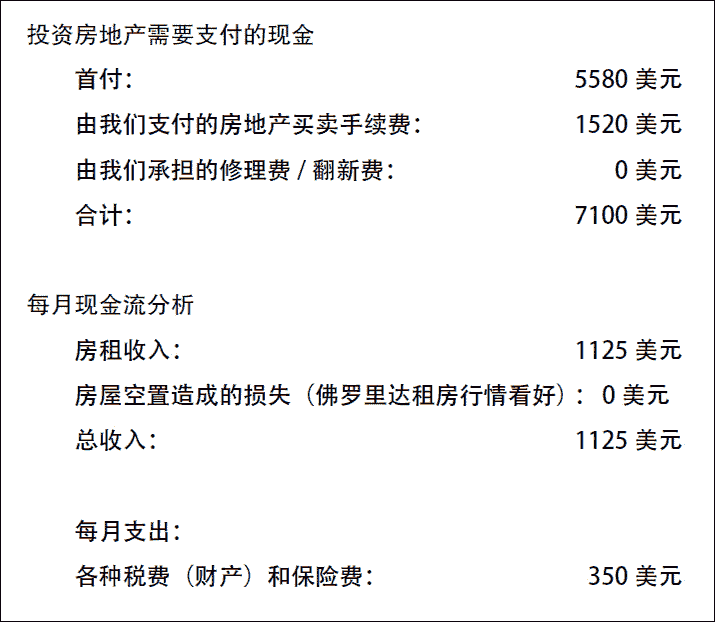 投资房地产需要支付的现金
首付： 5580 美元
由我们支付的房地产买卖手续费： 1520 美元
由我们承担的修理费 / 翻新费： 0 美元
合计： 7100 美元
每月现金流分析
房租收入： 1125 美元
房屋空置造成的损失（佛罗里达租房行情看好）： 0 美元
总收入： 1125 美元
每月支出：
各种税费（财产）和保险费： 350 美元